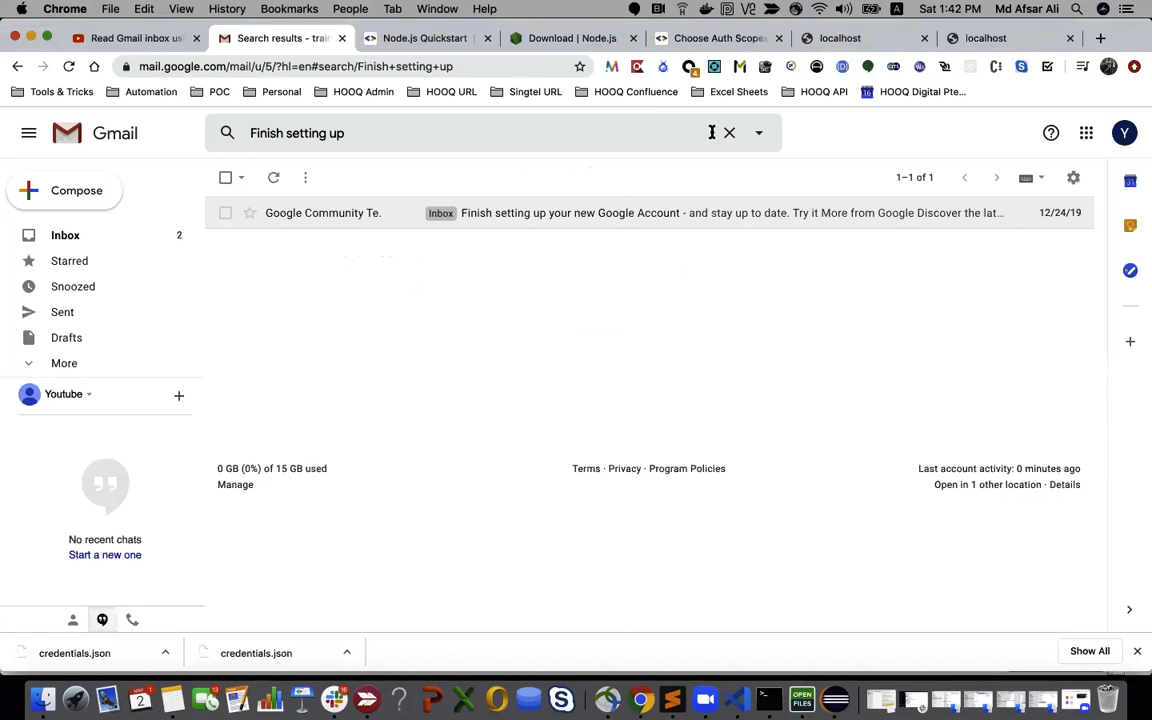 Chrome File Edit View History Bookmarks People Tab Window Help Sat 1:42 PM Md Afsar Ali
Read Gmail inbox us Search results - trai Node.js Quickstart Download | Node.js Choose Auth Scopes localhost localhost
mail.google.com/mail/u/5/?hl=en#search/Finish+setting+up
Tools & Tricks Automation POC Personal HOOQ Admin HOOQ URL Singtel URL HOOQ Confluence Excel Sheets HOOQ API HOOQ Digital Pte...
Gmail Finish setting up Y
Compose 1–1 of 1
Google Community Te. Inbox Finish setting up your new Google Account - and stay up to date. Try it More from Google Discover the lat... 12/24/19
Inbox 2
Starred
Snoozed
Sent
Drafts
More
Youtube
0 GB (0%) of 15 GB used Terms · Privacy · Program Policies Last account activity: 0 minutes ago
Manage Open in 1 other location · Details
No recent chats
Start a new one
credentials.json credentials.json Show All